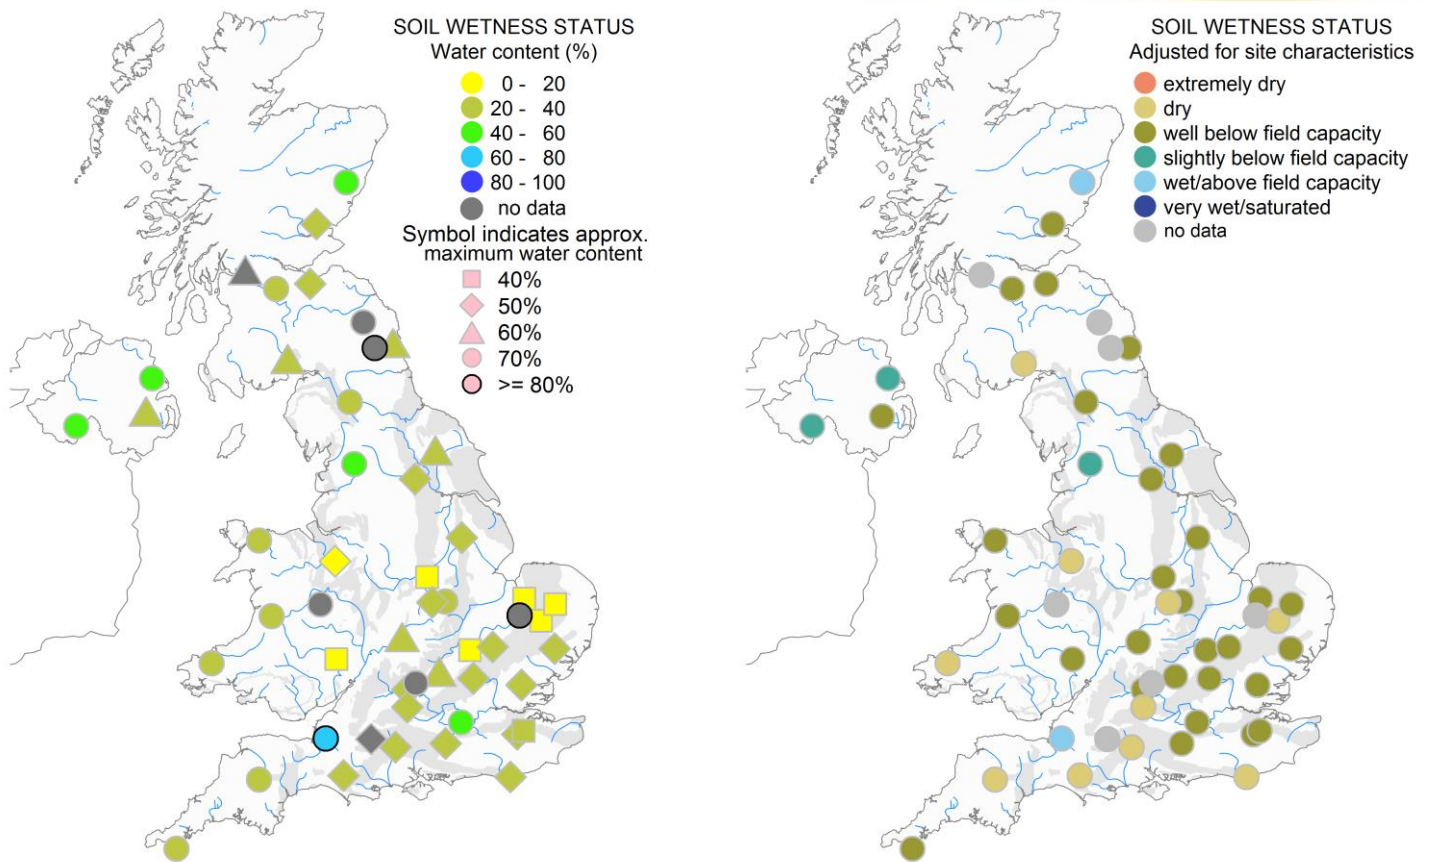 SOIL WETNESS STATUS
Water content (%)
0 - 20
20 - 40
40 - 60
60 - 80
80 - 100
no data
Symbol indicates approx.
maximum water content
40%
50%
60%
70%
>= 80%
SOIL WETNESS STATUS
Adjusted for site characteristics
extremely dry
dry
well below field capacity
slightly below field capacity
wet/above field capacity
very wet/saturated
no data